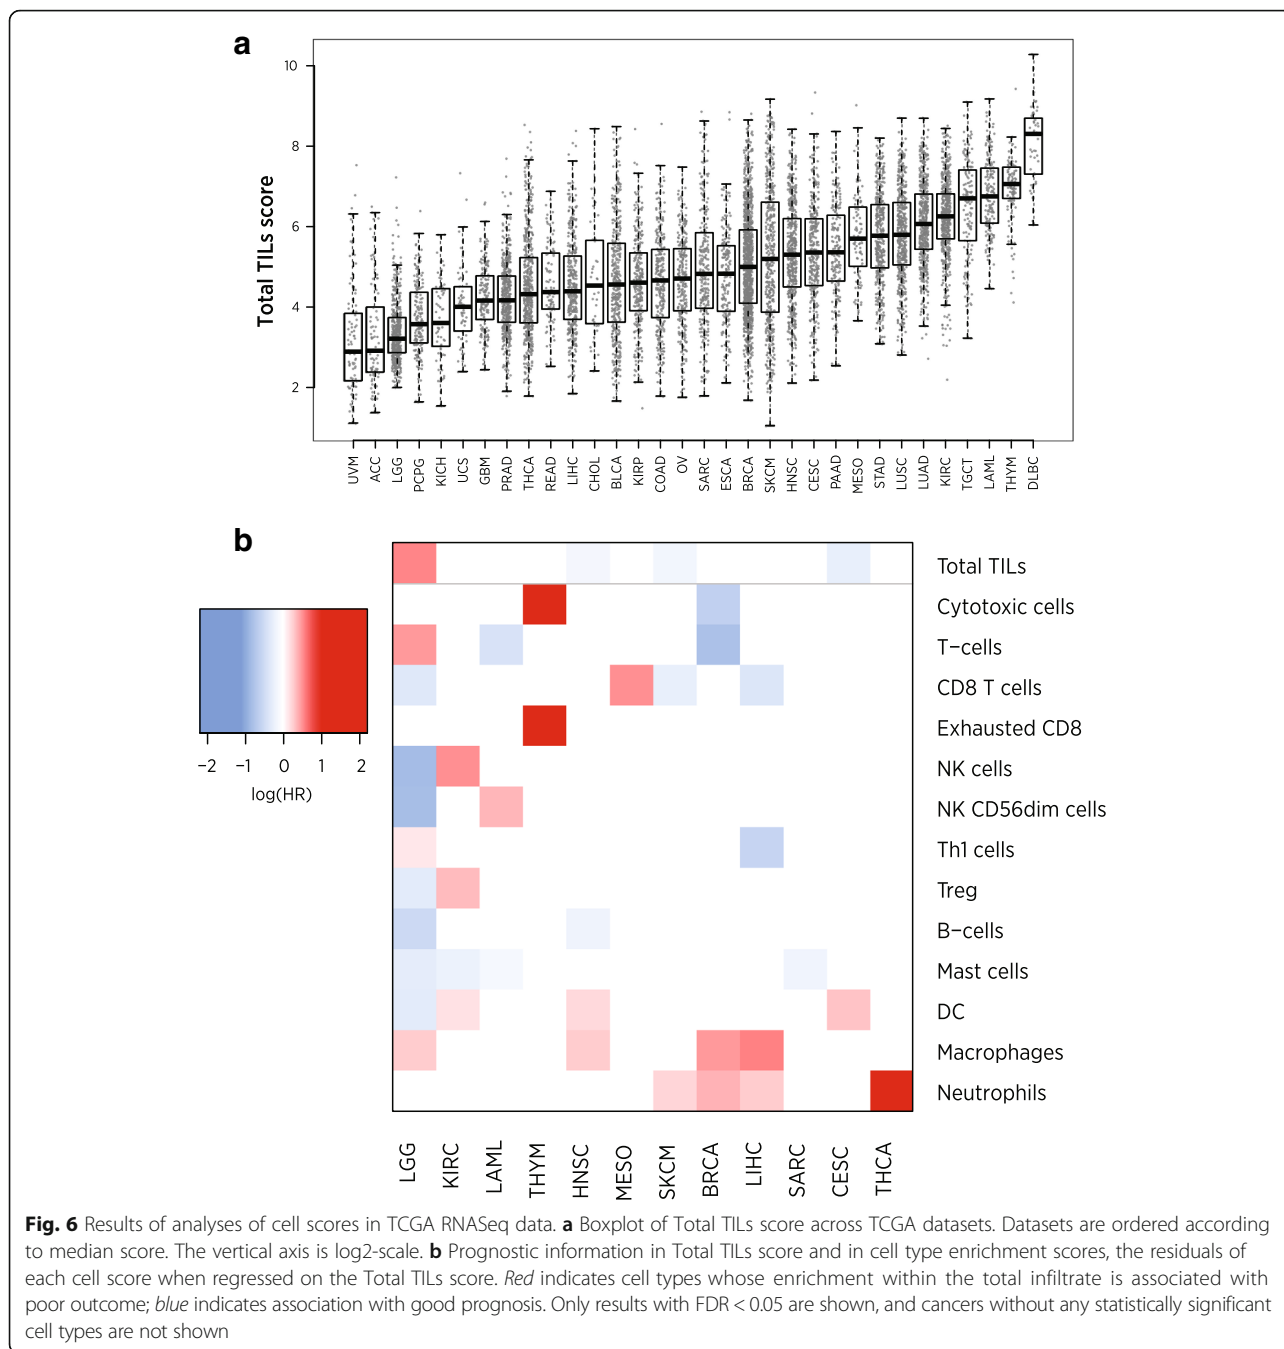 a
Total TILs score
10
8
6
4
2
UVM ACC LGG PCPG KICH UCS GBM PRAD THCA READ LIHC CHOL BLCA KIRP COAD OV SARC ESCA BRCA SKCM HNSC CESC PAAD MESO STAD LUSC LUAD KIRC TGCT LAML THYM DLBC
b
−2 −1 0 1 2
log(HR)
Total TILs
Cytotoxic cells
T−cells
CD8 T cells
Exhausted CD8
NK cells
NK CD56dim cells
Th1 cells
Treg
B−cells
Mast cells
DC
Macrophages
Neutrophils
LGG KIRC LAML THYM HNSC MESO SKCM BRCA LIHC SARC CESC THCA
Fig. 6 Results of analyses of cell scores in TCGA RNASeq data. a Boxplot of Total TILs score across TCGA datasets. Datasets are ordered according
to median score. The vertical axis is log2-scale. b Prognostic information in Total TILs score and in cell type enrichment scores, the residuals of
each cell score when regressed on the Total TILs score. Red indicates cell types whose enrichment within the total infiltrate is associated with
poor outcome; blue indicates association with good prognosis. Only results with FDR < 0.05 are shown, and cancers without any statistically significant
cell types are not shown